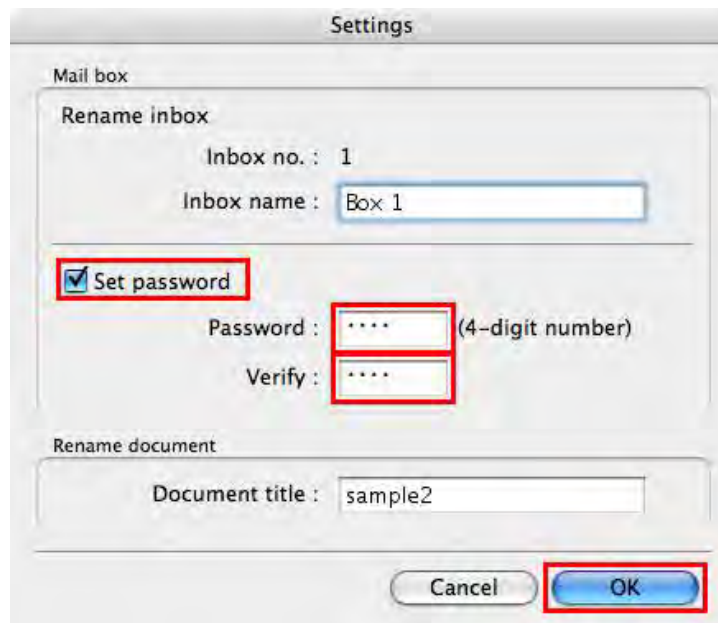 Settings
Mail box
Rename inbox
Inbox no. : 1
Inbox name : Box 1
Set password
Password : •••• (4-digit number)
Verify : ••••
Rename document
Document title : sample2
Cancel OK